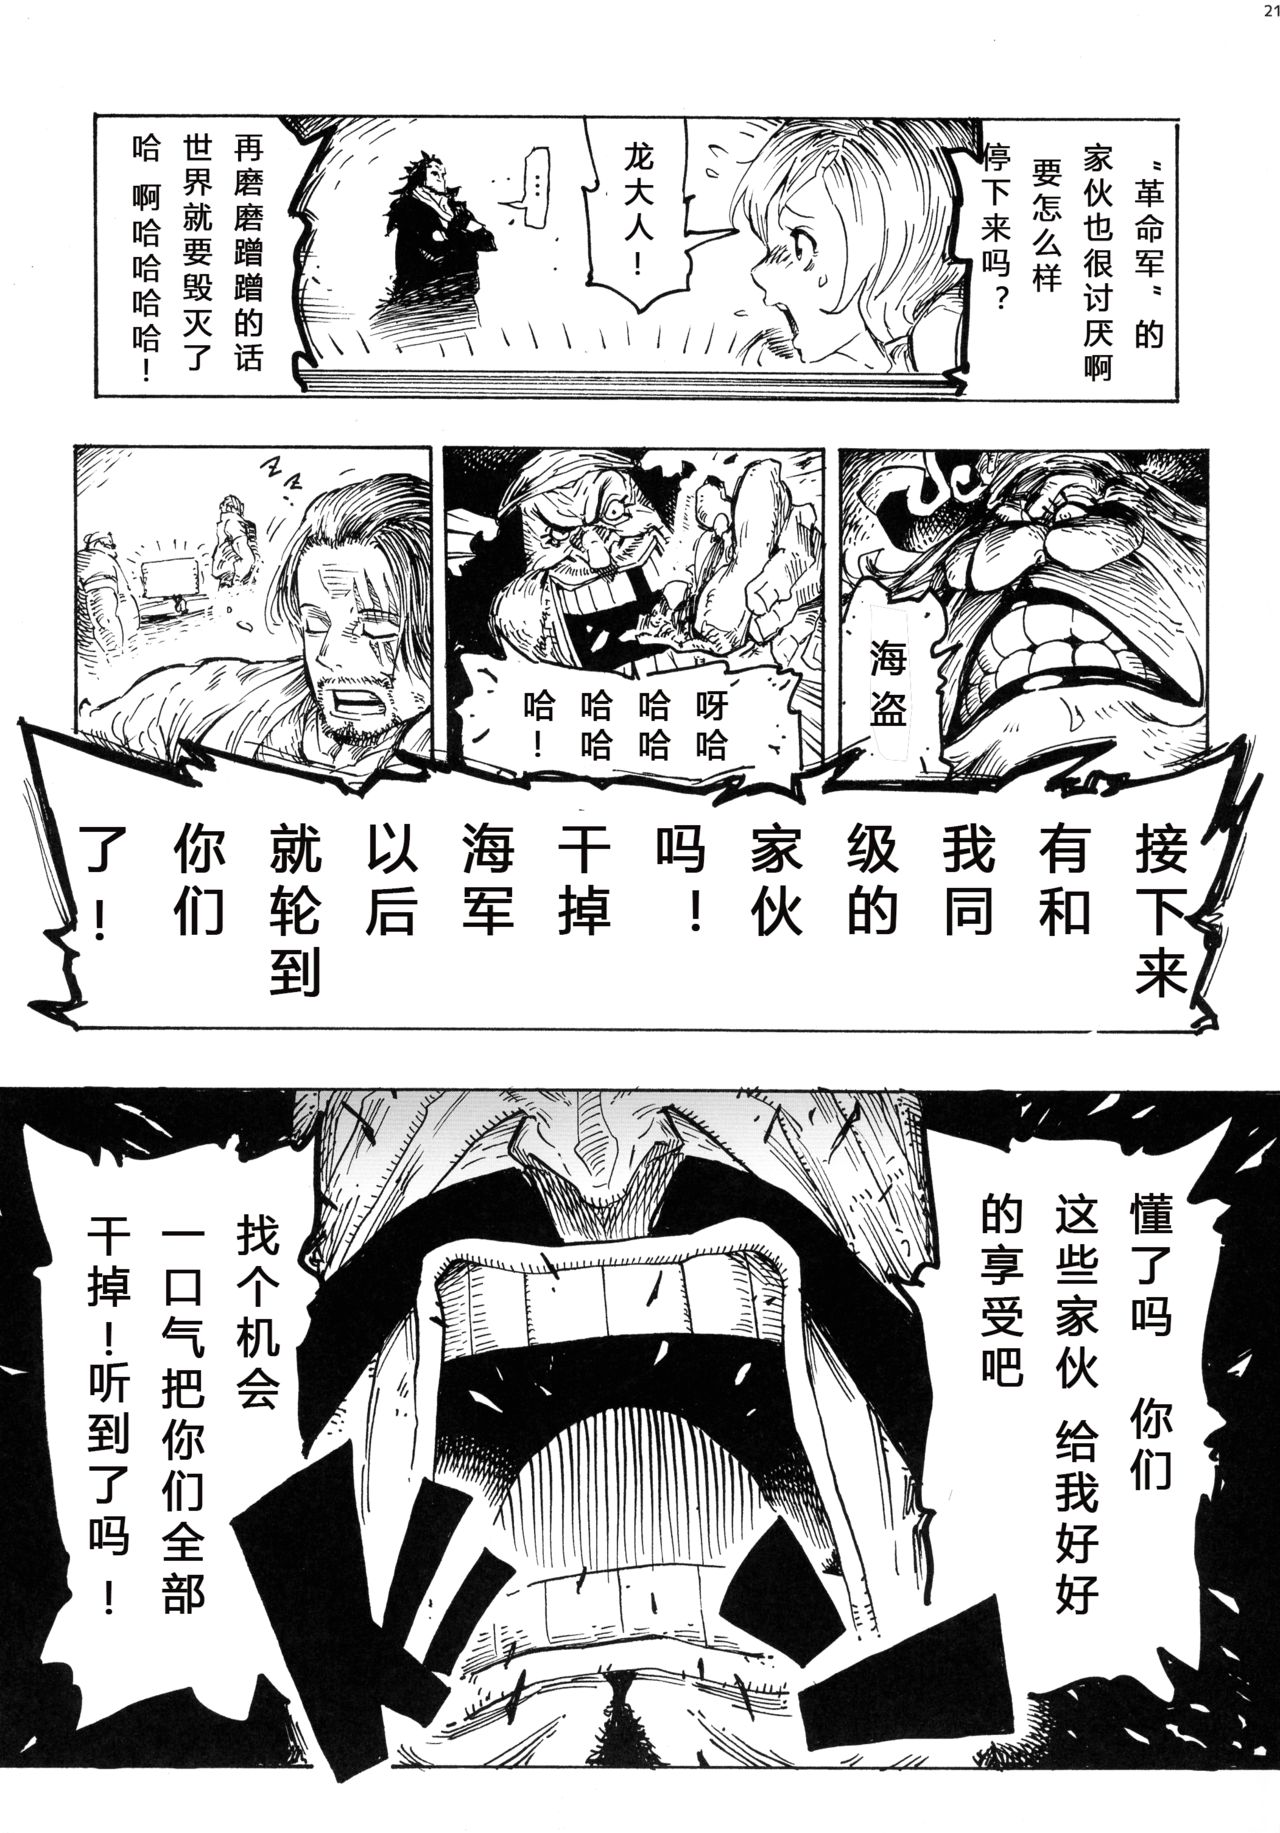 21
“革命军”的
家伙也很讨厌啊
要怎么样
停下来吗？
龙大人！
…
再磨磨蹭蹭的话
世界就要毁灭了
哈 啊哈哈哈哈！
海
盗
呀哈
哈哈
哈哈
哈！
接下来
有和
我同
级的
家伙
吗！
干掉
海军
以后
就轮到
你们
了！
懂了吗 你们
这些家伙 给我好好
的享受吧
找个机会
一口气把你们全部
干掉！听到了吗！